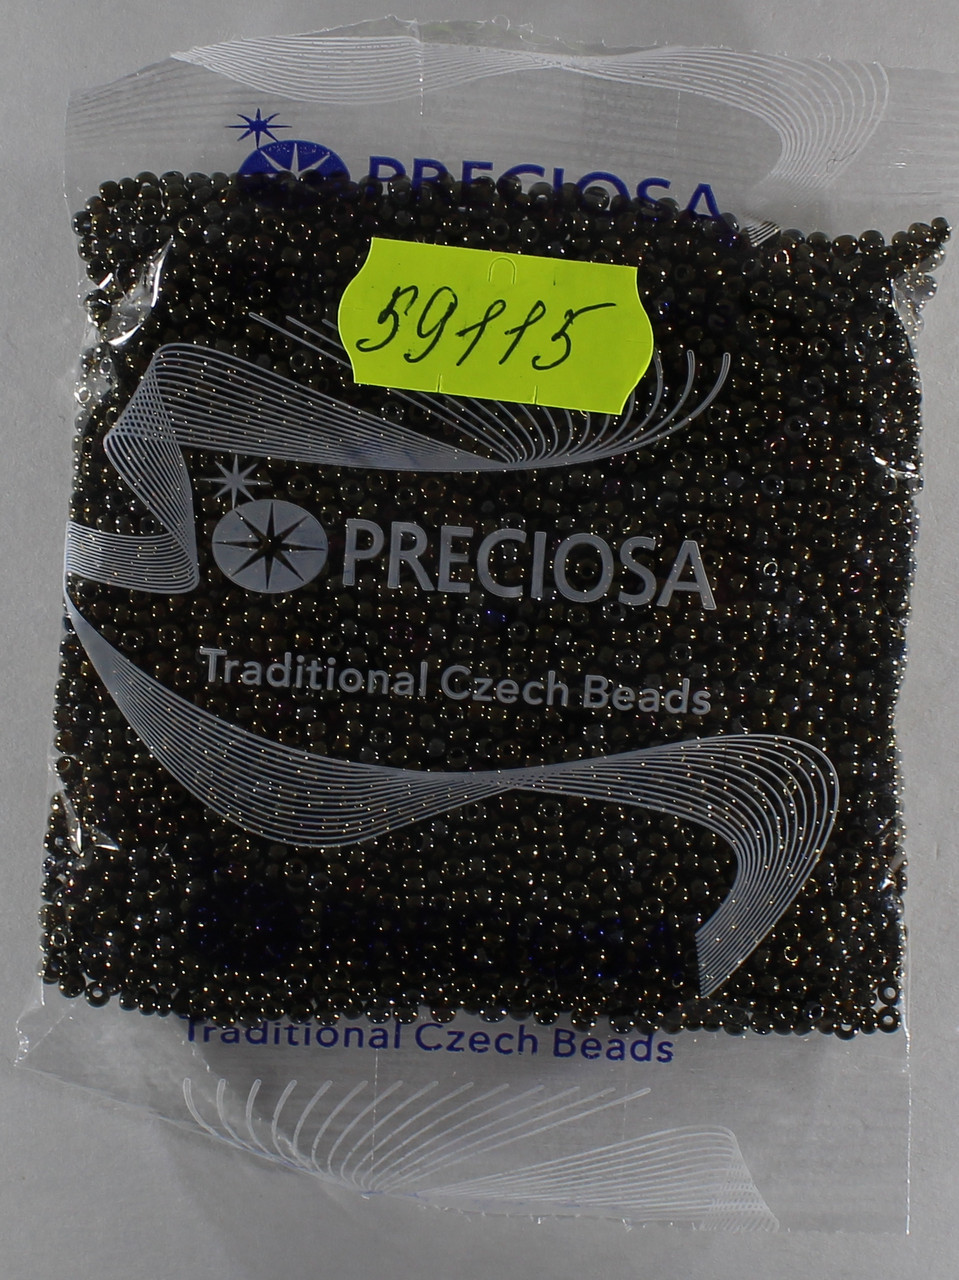 PRECIOSA
59115
PRECIOSA
Traditional Czech Beads
Traditional Czech Beads